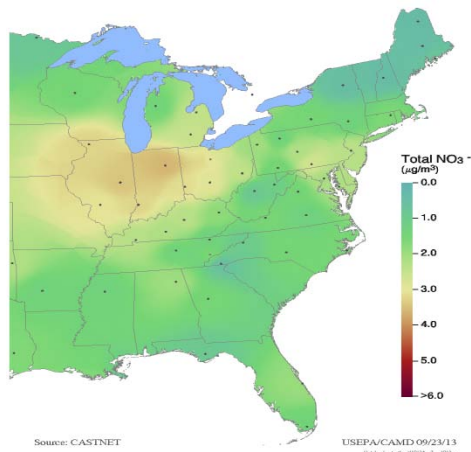 Total NO₃ -
(μg/m³)
0.0
1.0
2.0
3.0
4.0
5.0
>6.0
Source: CASTNET
USEPA/CAMD 09/23/13